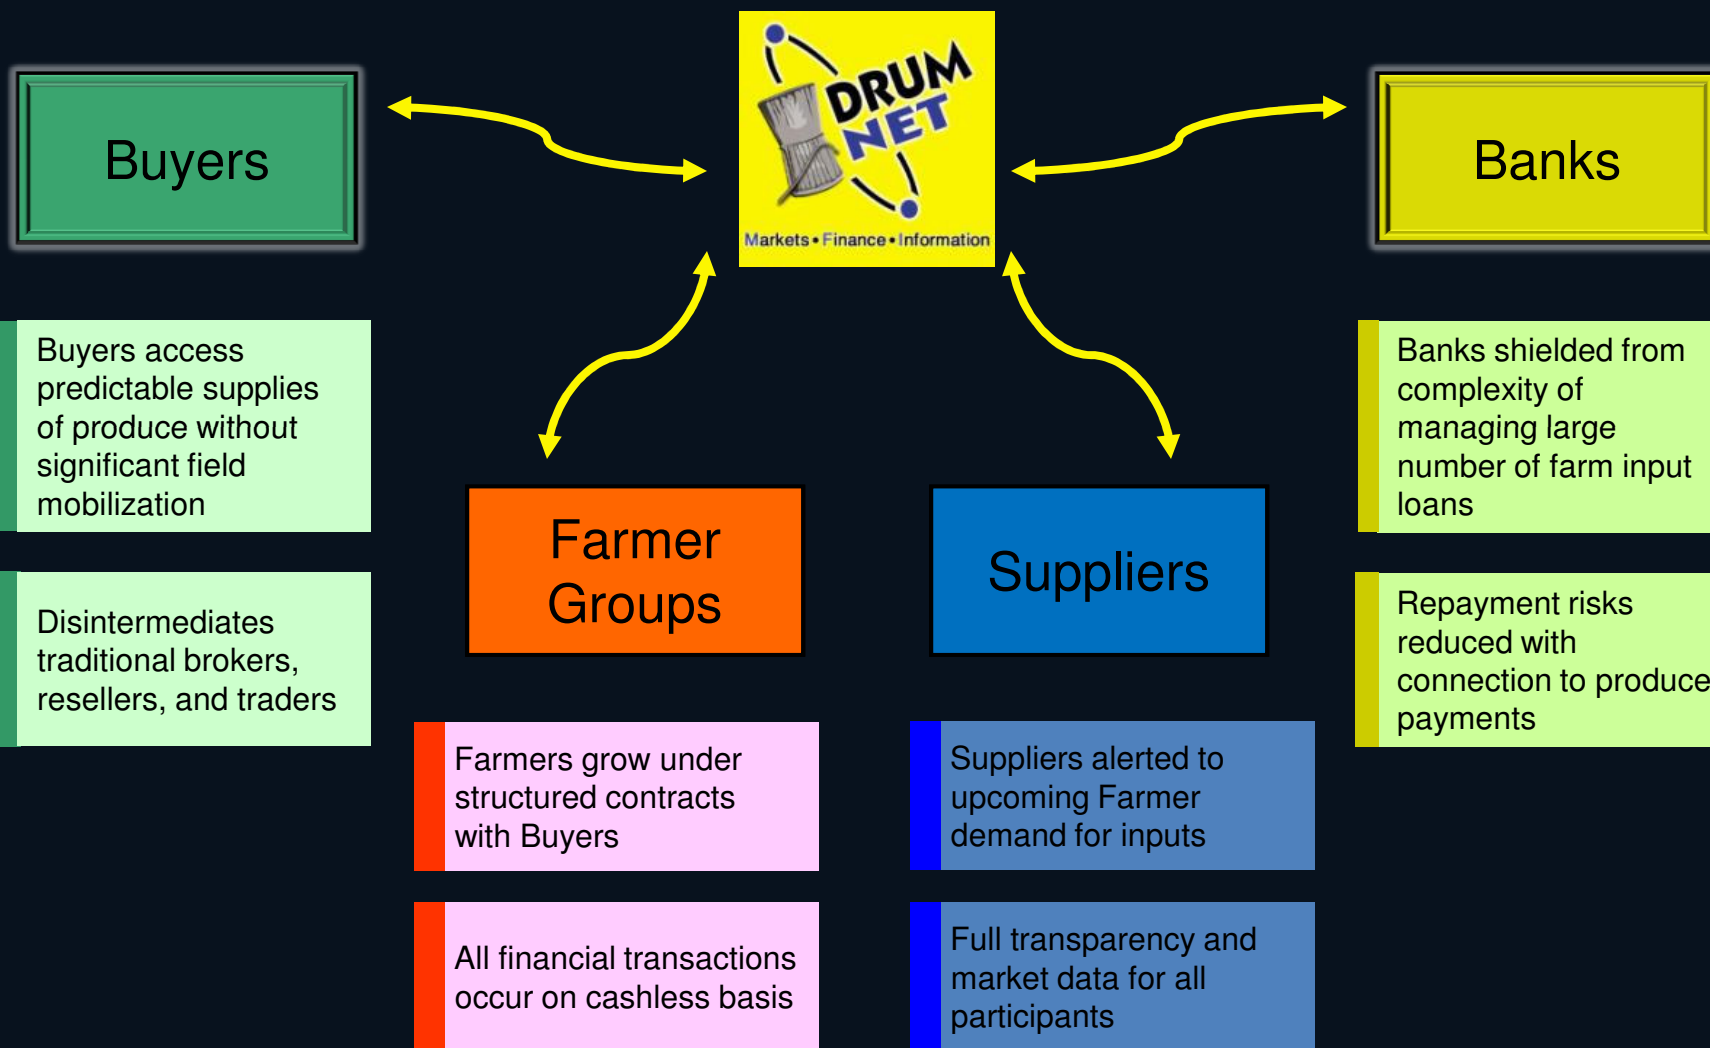 DRUM
NET
Markets • Finance • Information
Buyers
Banks
Buyers access
predictable supplies
of produce without
significant field
mobilization
Disintermediates
traditional brokers,
resellers, and traders
Farmer
Groups
Farmers grow under
structured contracts
with Buyers
All financial transactions
occur on cashless basis
Suppliers
Suppliers alerted to
upcoming Farmer
demand for inputs
Full transparency and
market data for all
participants
Banks shielded from
complexity of
managing large
number of farm input
loans
Repayment risks
reduced with
connection to produce
payments